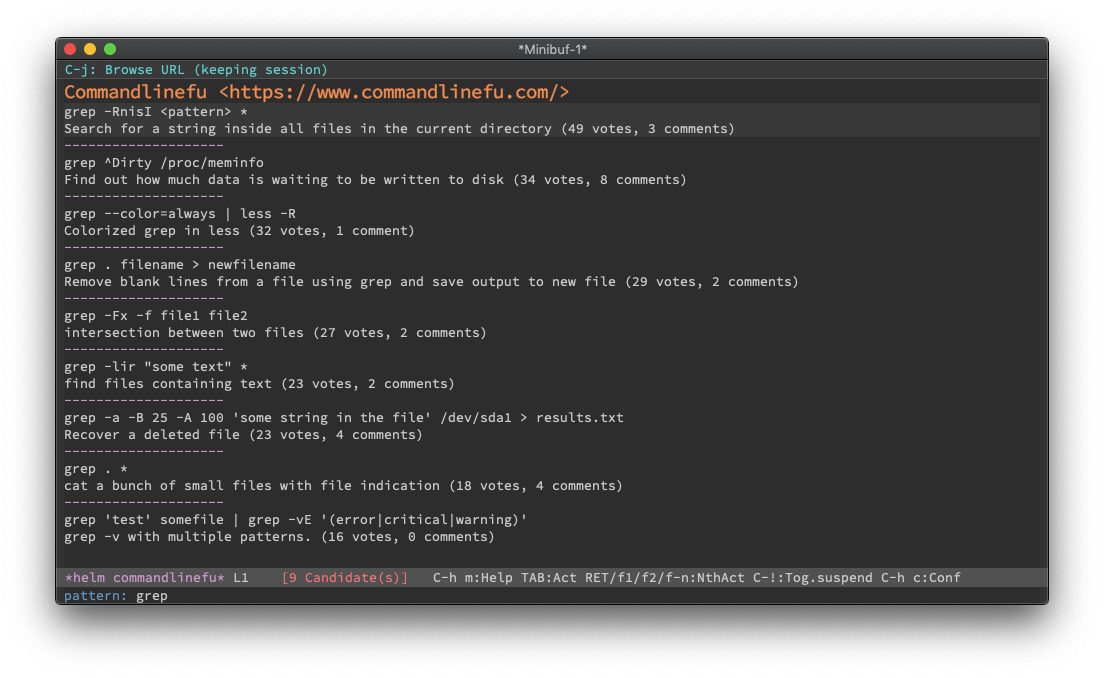 *Minibuf-1*
C-j: Browse URL (keeping session)
Commandlinefu <https://www.commandlinefu.com/>
grep -RnisI <pattern> *
Search for a string inside all files in the current directory (49 votes, 3 comments)
--------------------
grep ^Dirty /proc/meminfo
Find out how much data is waiting to be written to disk (34 votes, 8 comments)
--------------------
grep --color=always | less -R
Colorized grep in less (32 votes, 1 comment)
--------------------
grep . filename > newfilename
Remove blank lines from a file using grep and save output to new file (29 votes, 2 comments)
--------------------
grep -Fx -f file1 file2
intersection between two files (27 votes, 2 comments)
--------------------
grep -lir "some text" *
find files containing text (23 votes, 2 comments)
--------------------
grep -a -B 25 -A 100 'some string in the file' /dev/sda1 > results.txt
Recover a deleted file (23 votes, 4 comments)
--------------------
grep . *
cat a bunch of small files with file indication (18 votes, 4 comments)
--------------------
grep 'test' somefile | grep -vE '(error|critical|warning)'
grep -v with multiple patterns. (16 votes, 0 comments)
*helm commandlinefu* L1 [9 Candidate(s)] C-h m:Help TAB:Act RET/f1/f2/f-n:NthAct C-!:Tog.suspend C-h c:Conf
pattern: grep